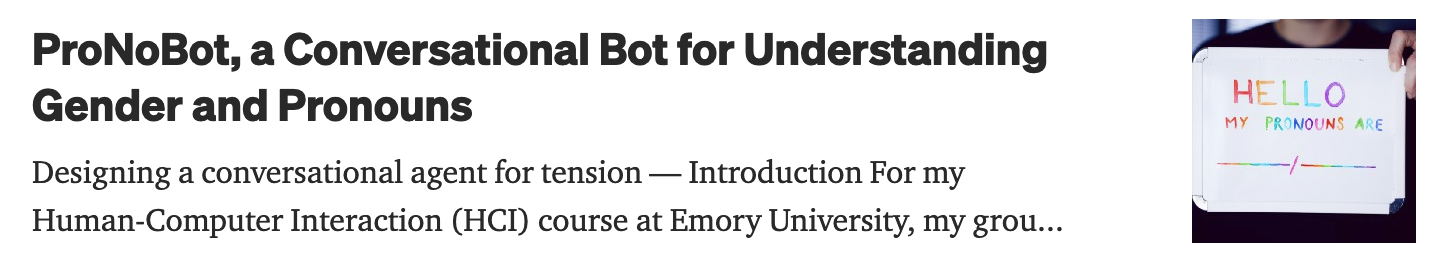 ProNoBot, a Conversational Bot for Understanding
Gender and Pronouns
Designing a conversational agent for tension — Introduction For my
Human-Computer Interaction (HCI) course at Emory University, my grou...
HELLO
MY PRONOUNS ARE
/